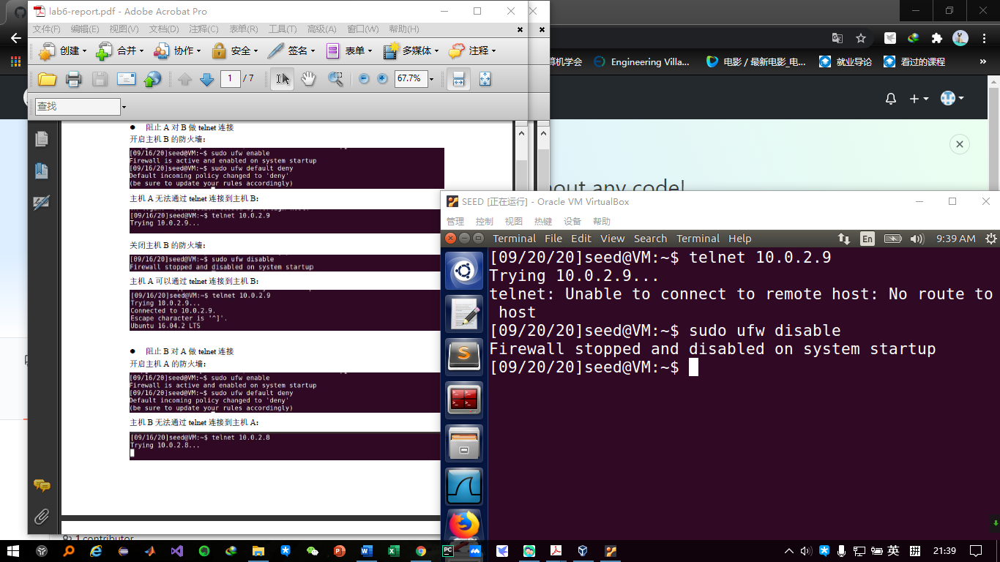 lab6-report.pdf - Adobe Acrobat Pro
文件(F) 编辑(E) 视图(V) 文档(D) 注释(C) 表单(R) 工具(T) 高级(A) 窗口(W) 帮助(H)
创建 合并 协作 安全 签名 表单 多媒体 注释
1 / 7 67.7%
查找
算机学会 Engineering Villa... 电影 / 最新电影_电... 就业导论 看过的课程 »
● 阻止 A 对 B 做 telnet 连接
开启主机 B 的防火墙：
[09/16/20]seed@VM:~$ sudo ufw enable
Firewall is active and enabled on system startup
[09/16/20]seed@VM:~$ sudo ufw default deny
Default incoming policy changed to 'deny'
(be sure to update your rules accordingly)
主机 A 无法通过 telnet 连接到主机 B：
[09/16/20]seed@VM:~$ telnet 10.0.2.9
Trying 10.0.2.9...
关闭主机 B 的防火墙：
[09/16/20]seed@VM:~$ sudo ufw disable
Firewall stopped and disabled on system startup
主机 A 可以通过 telnet 连接到主机 B：
[09/16/20]seed@VM:~$ telnet 10.0.2.9
Trying 10.0.2.9...
Connected to 10.0.2.9.
Escape character is '^]'.
Ubuntu 16.04.2 LTS
● 阻止 B 对 A 做 telnet 连接
开启主机 A 的防火墙：
[09/16/20]seed@VM:~$ sudo ufw enable
Firewall is active and enabled on system startup
[09/16/20]seed@VM:~$ sudo ufw default deny
Default incoming policy changed to 'deny'
(be sure to update your rules accordingly)
主机 B 无法通过 telnet 连接到主机 A：
[09/16/20]seed@VM:~$ telnet 10.0.2.8
Trying 10.0.2.8...
out any code!
SEED [正在运行] - Oracle VM VirtualBox
管理 控制 视图 热键 设备 帮助
Terminal File Edit View Search Terminal Help En 9:39 AM
[09/20/20]seed@VM:~$ telnet 10.0.2.9
Trying 10.0.2.9...
telnet: Unable to connect to remote host: No route to
host
[09/20/20]seed@VM:~$ sudo ufw disable
Firewall stopped and disabled on system startup
[09/20/20]seed@VM:~$
1 contributor
英 拼 21:39